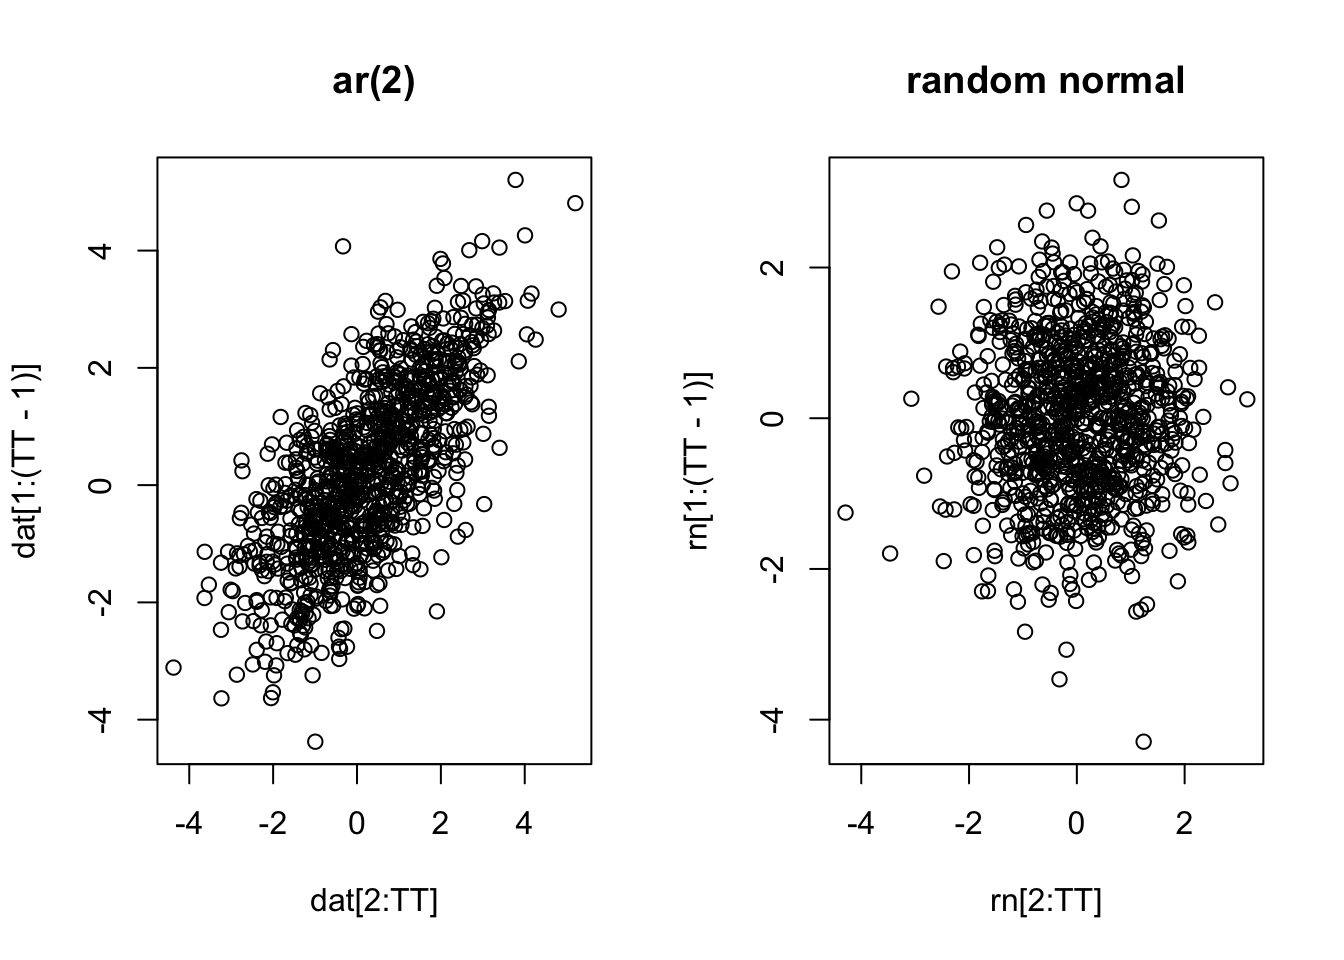 ar(2)
dat[1:(TT - 1)]
4
2
0
-2
-4
-4 -2 0 2 4
dat[2:TT]
random normal
rn[1:(TT - 1)]
2
0
-2
-4
-4 -2 0 2
rn[2:TT]